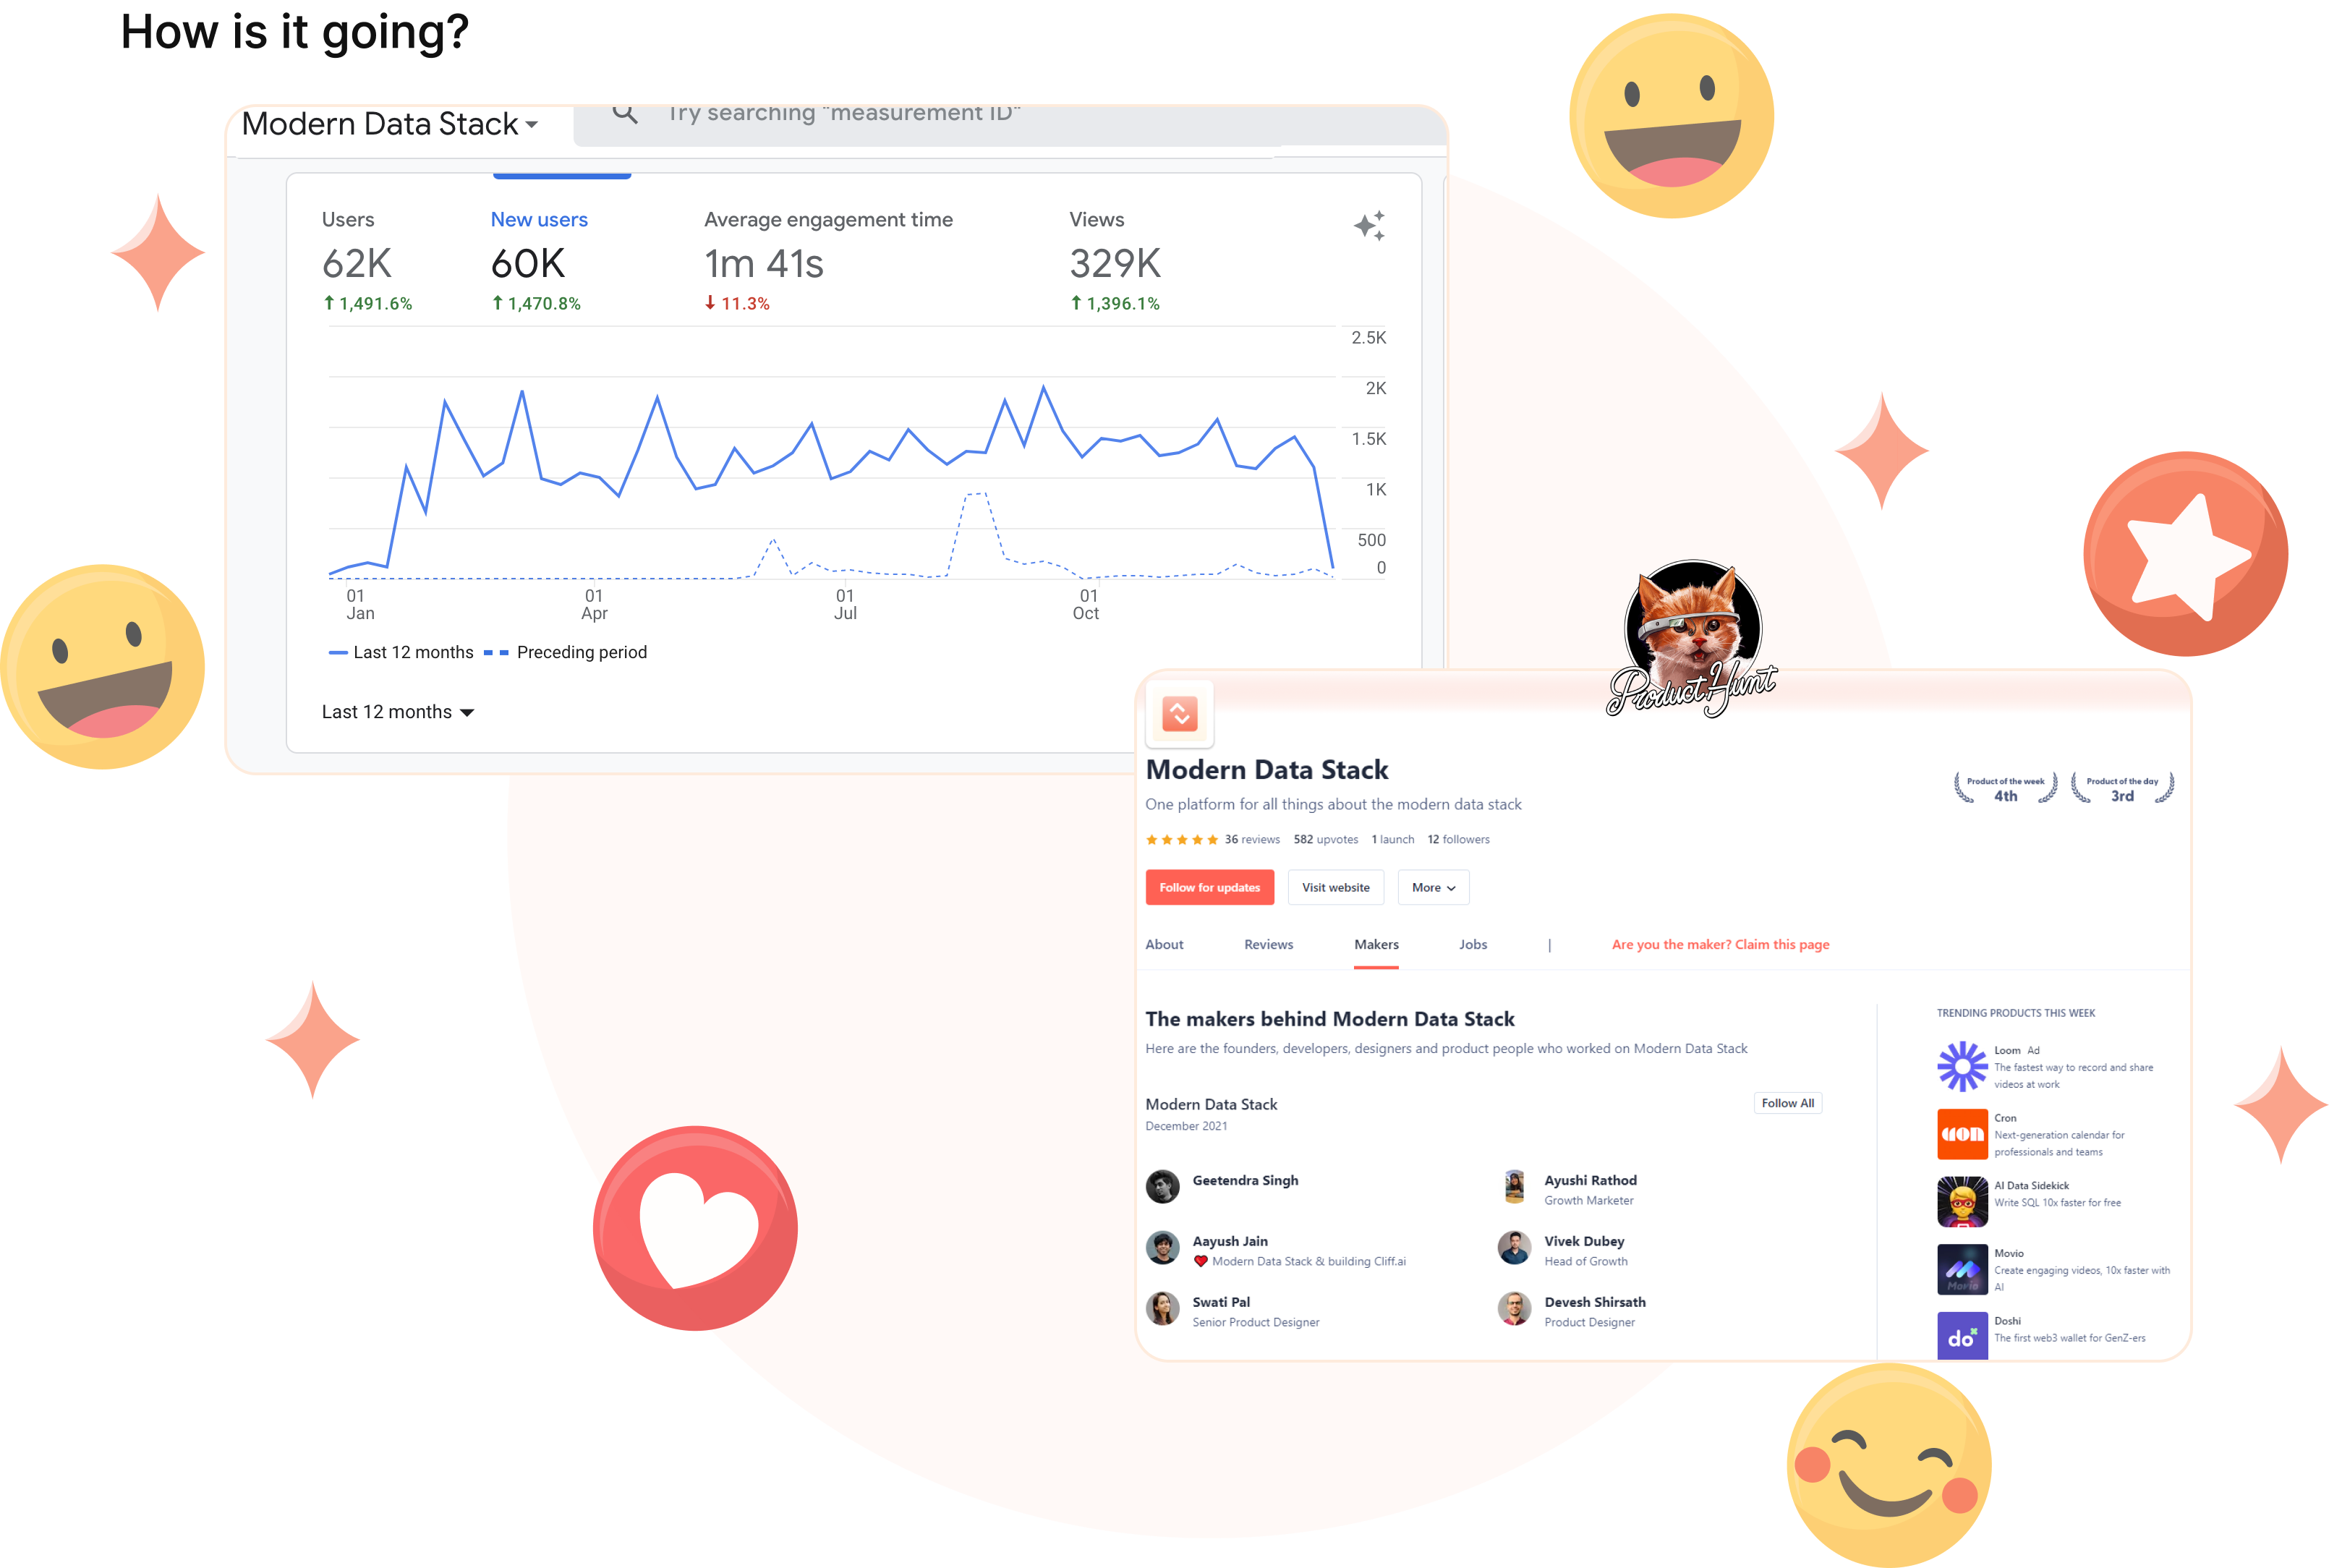 How is it going?
Modern Data Stack
Try searching "measurement ID"
Users
62K
↑ 1,491.6%
New users
60K
↑ 1,470.8%
Average engagement time
1m 41s
↓ 11.3%
Views
329K
↑ 1,396.1%
2.5K
2K
1.5K
1K
500
0
01
Jan
01
Apr
01
Jul
01
Oct
Last 12 months
Preceding period
Last 12 months
Product Hunt
Modern Data Stack
One platform for all things about the modern data stack
36 reviews 582 upvotes 1 launch 12 followers
Product of the week
4th
Product of the day
3rd
Follow for updates
Visit website
More
About
Reviews
Makers
Jobs
|
Are you the maker? Claim this page
The makers behind Modern Data Stack
Here are the founders, developers, designers and product people who worked on Modern Data Stack
Modern Data Stack
December 2021
Follow All
Geetendra Singh
Ayushi Rathod
Growth Marketer
Aayush Jain
❤️ Modern Data Stack & building Cliff.ai
Vivek Dubey
Head of Growth
Swati Pal
Senior Product Designer
Devesh Shirsath
Product Designer
TRENDING PRODUCTS THIS WEEK
Loom Ad
The fastest way to record and share
videos at work
cron
Cron
Next-generation calendar for
professionals and teams
AI Data Sidekick
Write SQL 10x faster for free
Movio
Movio
Create engaging videos, 10x faster with
AI
do
Doshi
The first web3 wallet for GenZ-ers